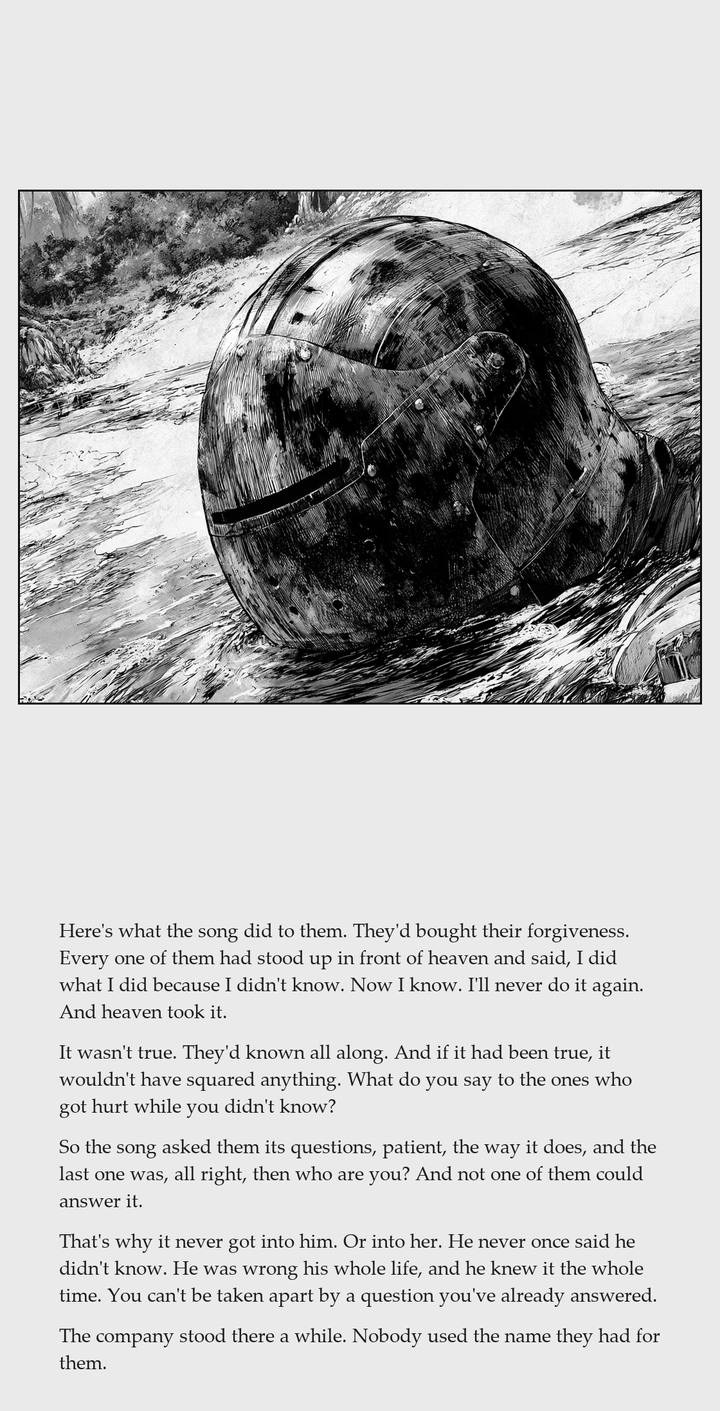 Here's what the song did to them. They'd bought their forgiveness.
Every one of them had stood up in front of heaven and said, I did
what I did because I didn't know. Now I know. I'll never do it again.
And heaven took it.
It wasn't true. They'd known all along. And if it had been true, it
wouldn't have squared anything. What do you say to the ones who
got hurt while you didn't know?
So the song asked them its questions, patient, the way it does, and the
last one was, all right, then who are you? And not one of them could
answer it.
That's why it never got into him. Or into her. He never once said he
didn't know. He was wrong his whole life, and he knew it the whole
time. You can't be taken apart by a question you've already answered.
The company stood there a while. Nobody used the name they had for
them.